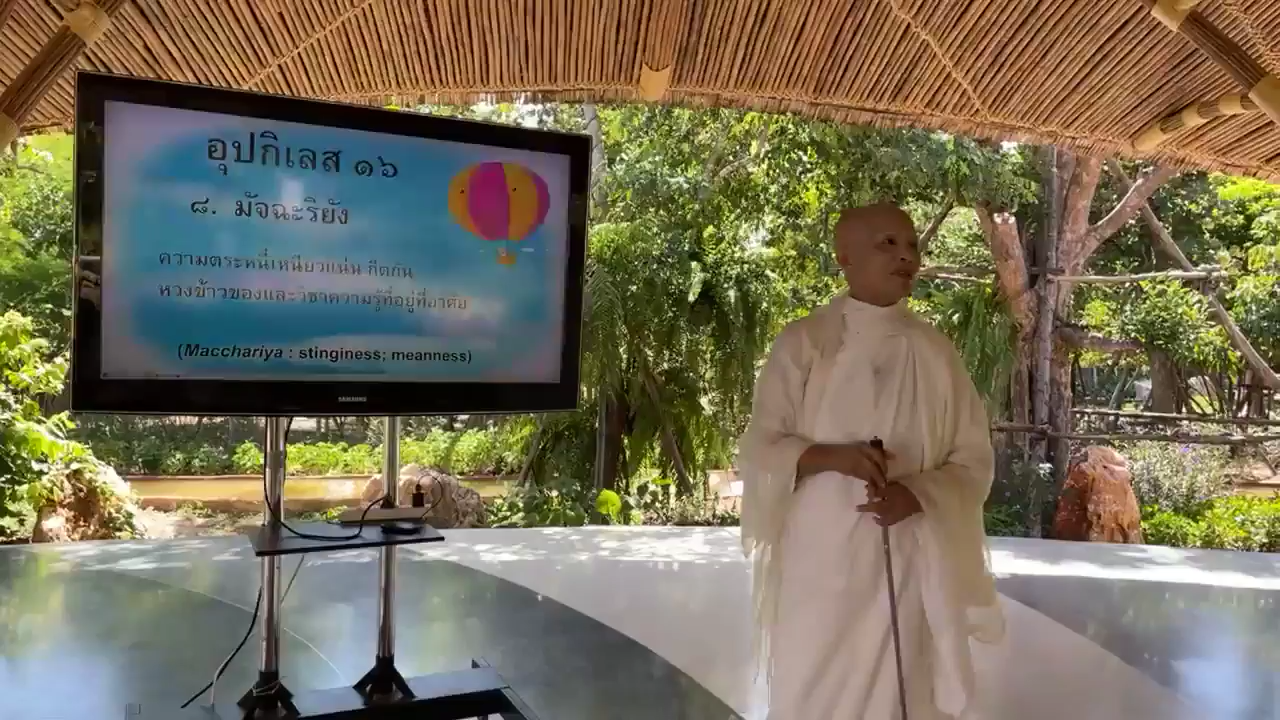 อุปกิเลส ๑๖
๘. มัจฉะริยัง
ความตระหนี่เหนียวแน่น กีดกัน
หวงข้าวของและวิชาความรู้ที่อยู่ที่อาศัย
(Macchariya : stinginess; meanness)
SAMSUNG